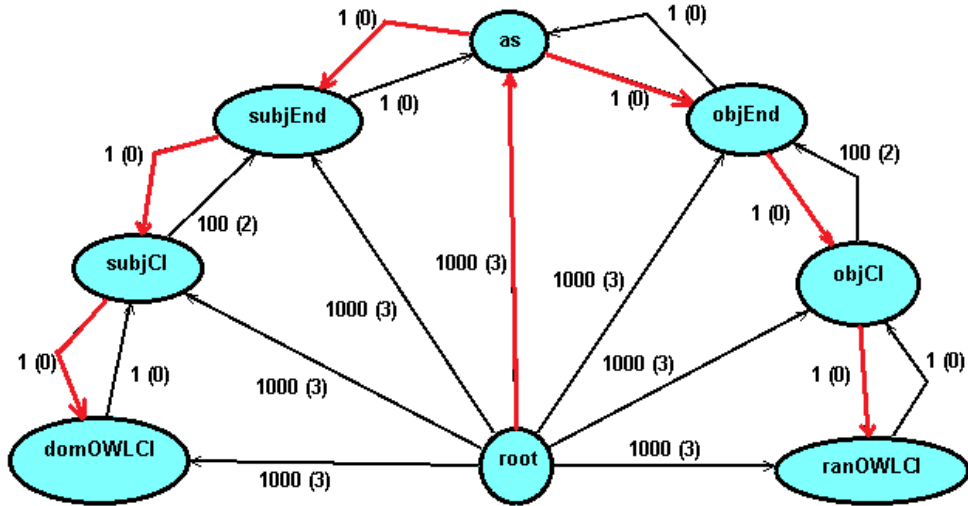 1 (0)
as
1 (0)
subjEnd
1 (0)
1 (0)
objEnd
1 (0)
100 (2)
100 (2)
1 (0)
subjCl
1000 (3)
objCl
1000 (3)
1000 (3)
1 (0)
1 (0)
1000 (3)
1000 (3)
1 (0)
1 (0)
domOWLCl
root
1000 (3)
ranOWLCl
1000 (3)